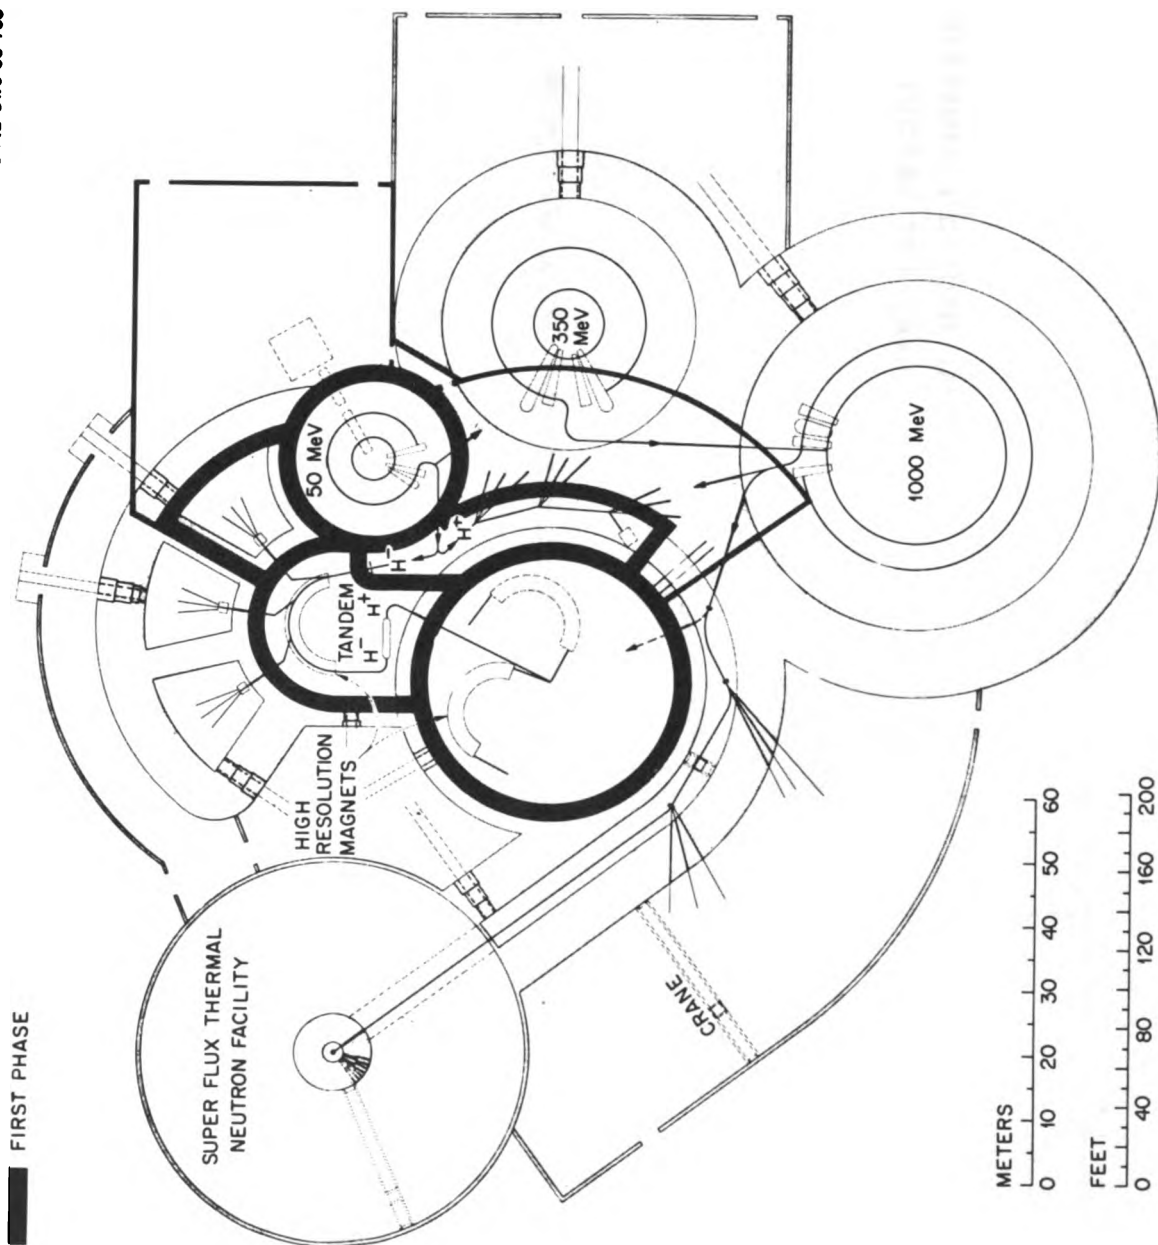 FIRST PHASE
SUPER FLUX THERMAL
NEUTRON FACILITY
HIGH
RESOLUTION
MAGNETS
TANDEM
H⁻ H⁺
H⁻
H⁺
50 MeV
350
MeV
1000 MeV
CRANE
METERS
0 10 20 30 40 50 60
FEET
0 40 80 120 160 200